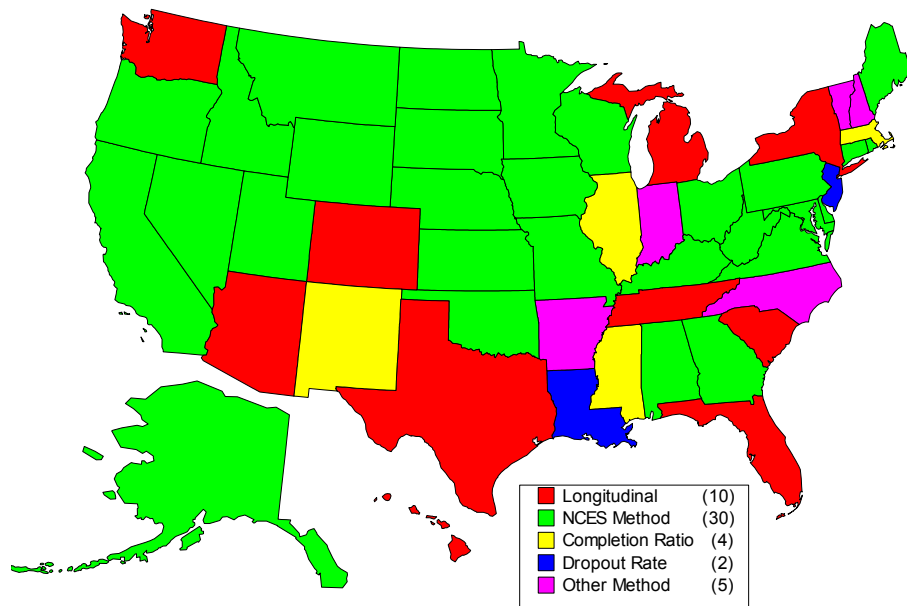 Longitudinal (10)
NCES Method (30)
Completion Ratio (4)
Dropout Rate (2)
Other Method (5)